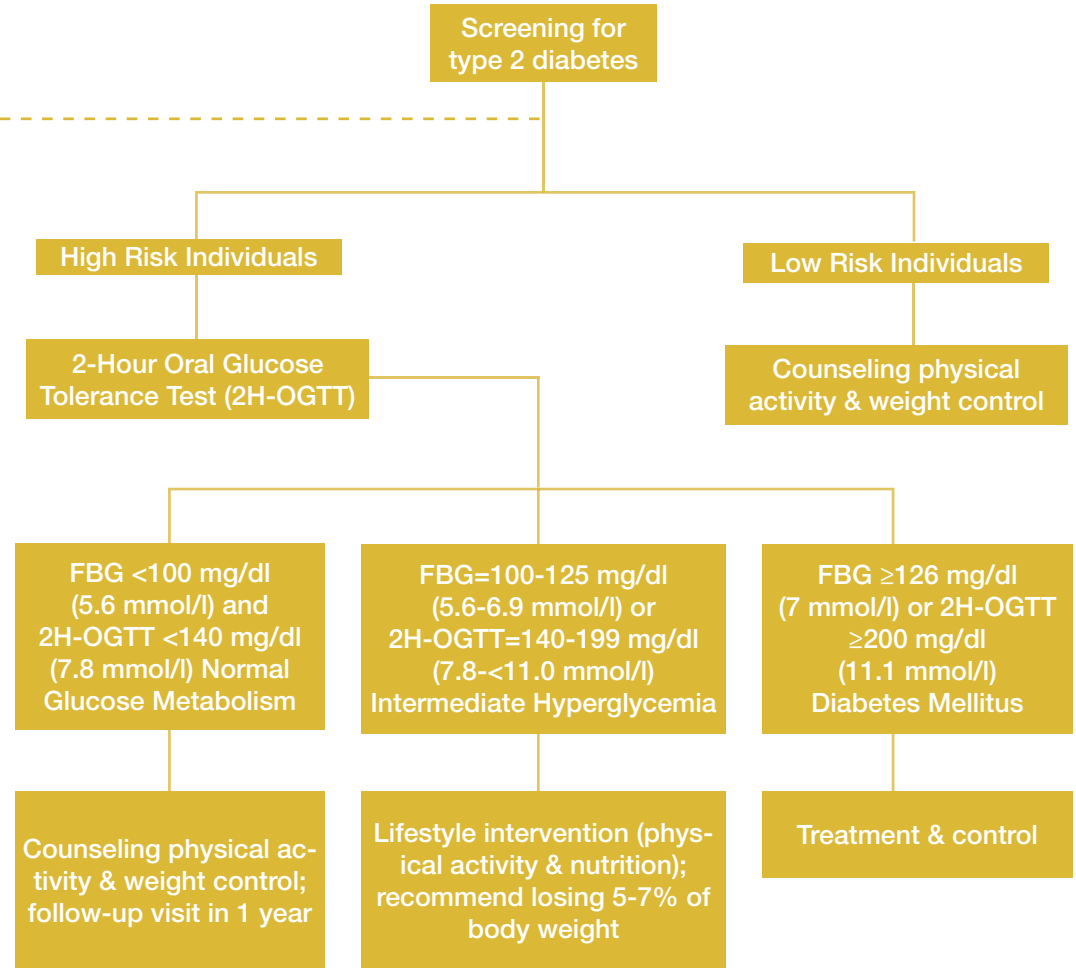 Screening for
type 2 diabetes
High Risk Individuals
Low Risk Individuals
2-Hour Oral Glucose
Tolerance Test (2H-OGTT)
Counseling physical
activity & weight control
FBG <100 mg/dl
(5.6 mmol/l) and
2H-OGTT <140 mg/dl
(7.8 mmol/l) Normal
Glucose Metabolism
FBG=100-125 mg/dl
(5.6-6.9 mmol/l) or
2H-OGTT=140-199 mg/dl
(7.8-<11.0 mmol/l)
Intermediate Hyperglycemia
FBG ≥126 mg/dl
(7 mmol/l) or 2H-OGTT
≥200 mg/dl
(11.1 mmol/l)
Diabetes Mellitus
Counseling physical ac-
tivity & weight control;
follow-up visit in 1 year
Lifestyle intervention (phys-
ical activity & nutrition);
recommend losing 5-7% of
body weight
Treatment & control